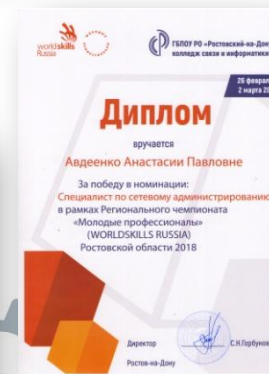 worldskills
Russia
ГБПОУ РО «Ростовский-на-Дону
колледж связи и информатики»
26 февраля
2 марта 20
Диплом
вручается
Авдеенко Анастасии Павловне
За победу в номинации:
Специалист по сетевому администрированию
в рамках Регионального чемпионата
«Молодые профессионалы»
(WORLDSKILLS RUSSIA)
Ростовской области 2018
Директор
С.Н.Горбунов
Ростов-на-Дону